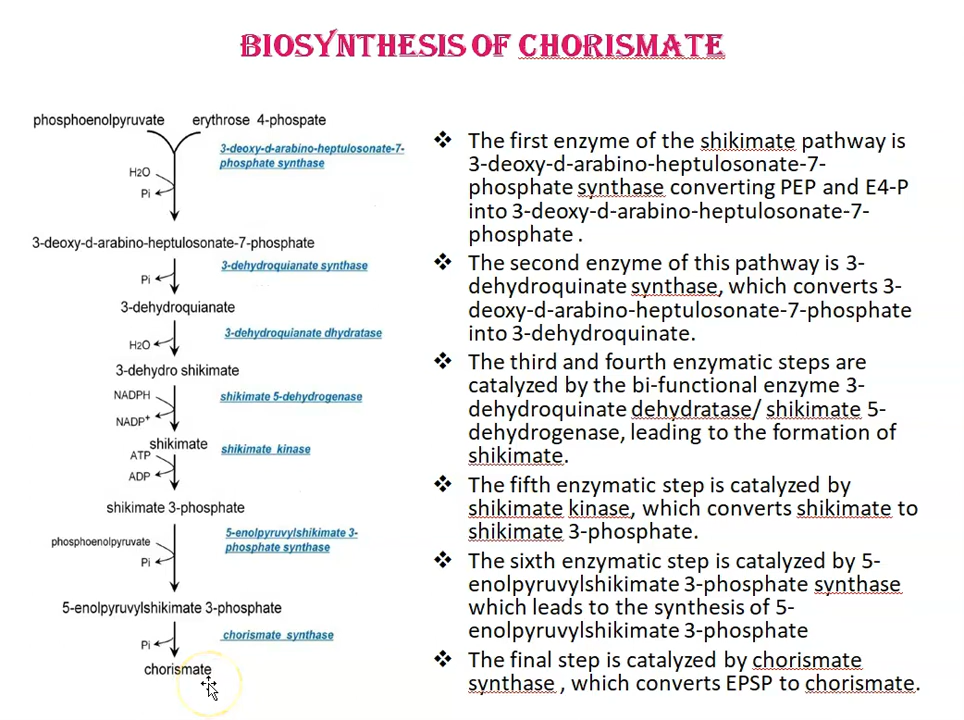 BIOSYNTHESIS OF CHORISMATE
phosphoenolpyruvate
erythrose 4-phospate
3-deoxy-d-arabino-heptulosonate-7-
phosphate synthase
H2O
Pi
3-deoxy-d-arabino-heptulosonate-7-phosphate
3-dehydroquianate synthase
Pi
3-dehydroquianate
3-dehydroquianate dhydratase
H2O
3-dehydro shikimate
NADPH
shikimate 5-dehydrogenase
NADP+
shikimate
shikimate kinase
ATP
ADP
shikimate 3-phosphate
5-enolpyruvylshikimate 3-
phosphate synthase
phosphoenolpyruvate
Pi
5-enolpyruvylshikimate 3-phosphate
chorismate synthase
Pi
chorismate
❖ The first enzyme of the shikimate pathway is
3-deoxy-d-arabino-heptulosonate-7-
phosphate synthase converting PEP and E4-P
into 3-deoxy-d-arabino-heptulosonate-7-
phosphate .
❖ The second enzyme of this pathway is 3-
dehydroquinate synthase, which converts 3-
deoxy-d-arabino-heptulosonate-7-phosphate
into 3-dehydroquinate.
❖ The third and fourth enzymatic steps are
catalyzed by the bi-functional enzyme 3-
dehydroquinate dehydratase/ shikimate 5-
dehydrogenase, leading to the formation of
shikimate.
❖ The fifth enzymatic step is catalyzed by
shikimate kinase, which converts shikimate to
shikimate 3-phosphate.
❖ The sixth enzymatic step is catalyzed by 5-
enolpyruvylshikimate 3-phosphate synthase
which leads to the synthesis of 5-
enolpyruvylshikimate 3-phosphate
❖ The final step is catalyzed by chorismate
synthase , which converts EPSP to chorismate.